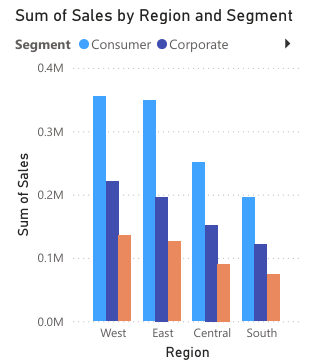 Sum of Sales by Region and Segment
Segment Consumer Corporate
0.4M
0.3M
0.2M
0.1M
0.0M
Sum of Sales
West East Central South
Region